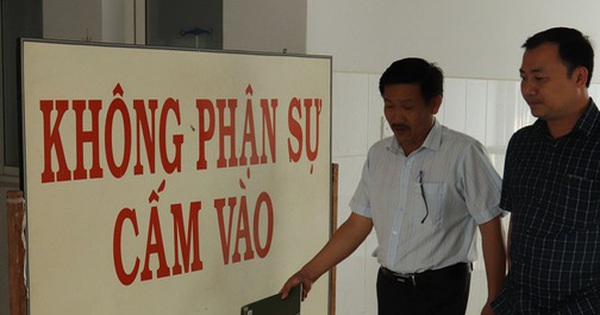 KHÔNG PHẬN SỰ
CẤM VÀO